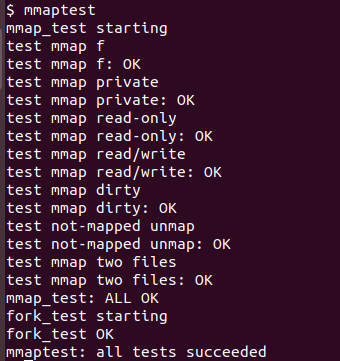 $ mmaptest
mmap_test starting
test mmap f
test mmap f: OK
test mmap private
test mmap private: OK
test mmap read-only
test mmap read-only: OK
test mmap read/write
test mmap read/write: OK
test mmap dirty
test mmap dirty: OK
test not-mapped unmap
test not-mapped unmap: OK
test mmap two files
test mmap two files: OK
mmap_test: ALL OK
fork_test starting
fork_test OK
mmaptest: all tests succeeded